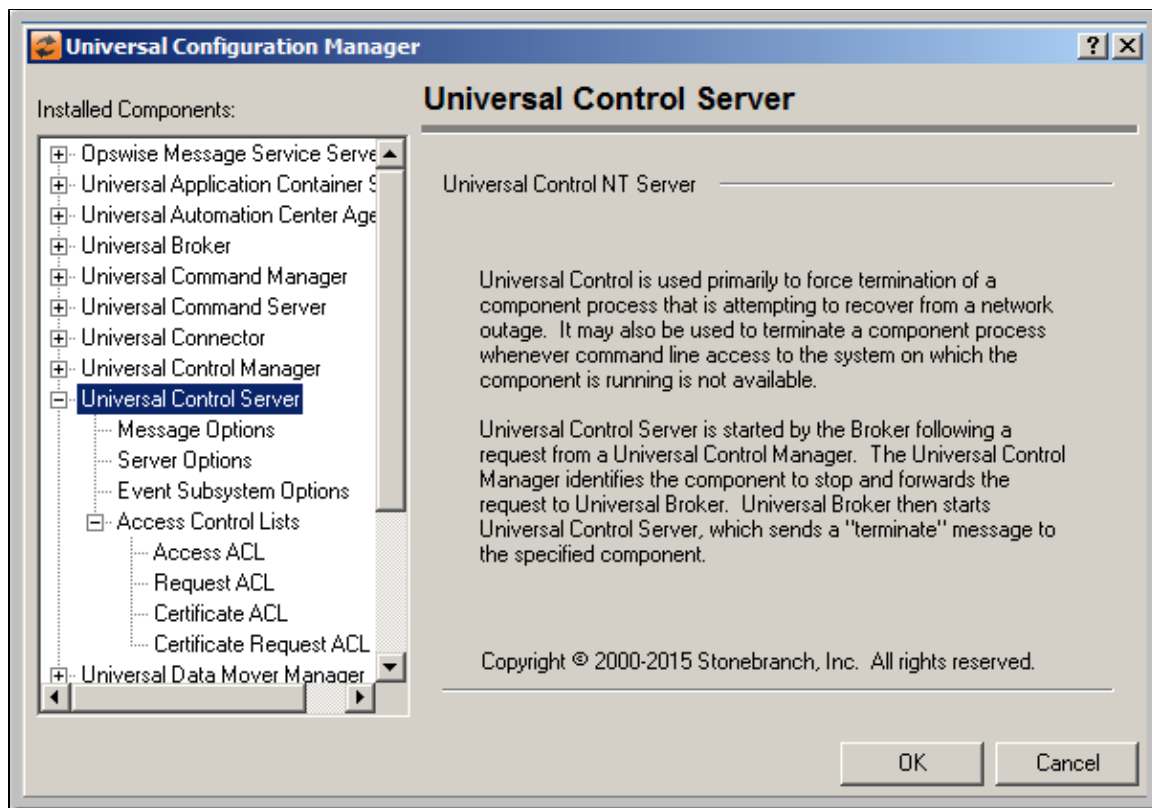 Universal Configuration Manager
Installed Components:
Opswise Message Service Serve
Universal Application Container S
Universal Automation Center Age
Universal Broker
Universal Command Manager
Universal Command Server
Universal Connector
Universal Control Manager
Universal Control Server
Message Options
Server Options
Event Subsystem Options
Access Control Lists
Access ACL
Request ACL
Certificate ACL
Certificate Request ACL
Universal Data Mover Manager
Universal Control Server
Universal Control NT Server
Universal Control is used primarily to force termination of a
component process that is attempting to recover from a network
outage.  It may also be used to terminate a component process
whenever command line access to the system on which the
component is running is not available.
Universal Control Server is started by the Broker following a
request from a Universal Control Manager.  The Universal Control
Manager identifies the component to stop and forwards the
request to Universal Broker.  Universal Broker then starts
Universal Control Server, which sends a "terminate" message to
the specified component.
Copyright © 2000-2015 Stonebranch, Inc.  All rights reserved.
OK
Cancel